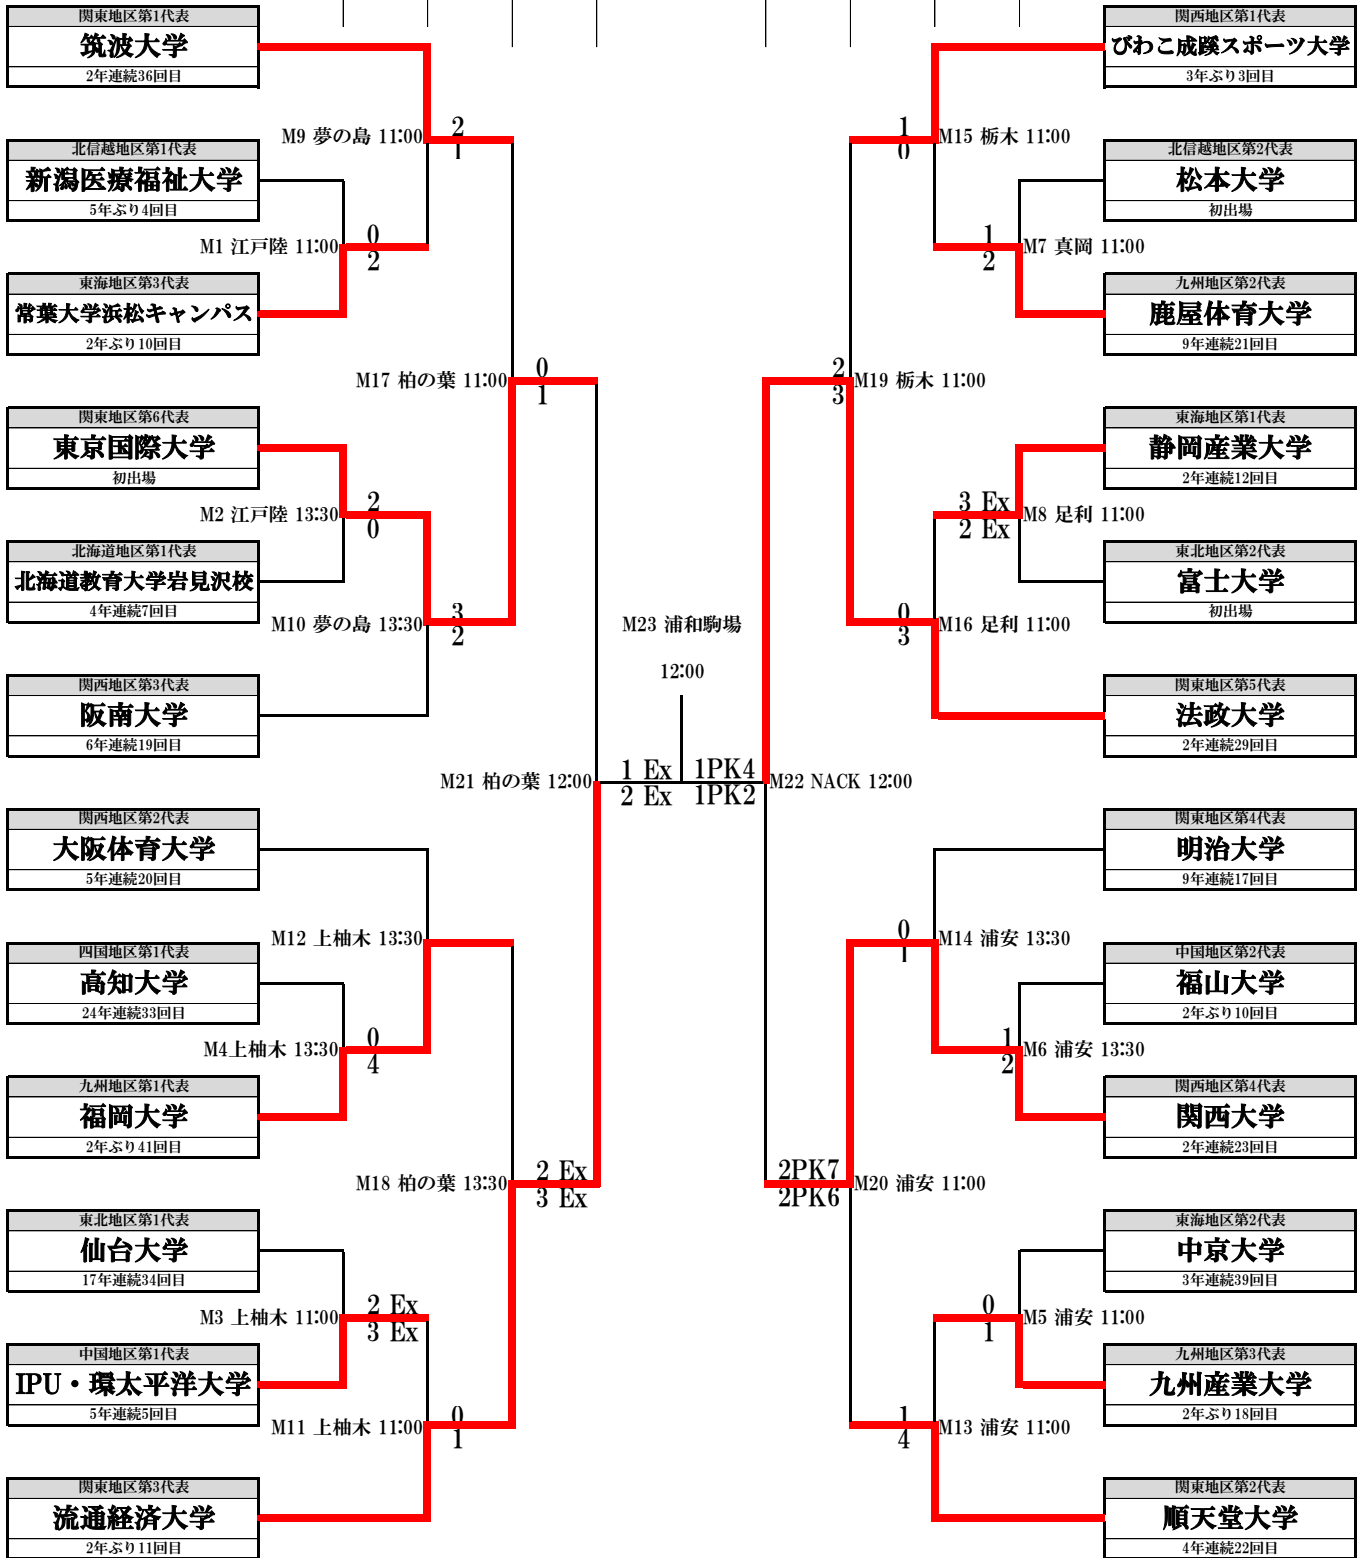 関東地区第1代表
筑波大学
2年連続36回目
北信越地区第1代表
新潟医療福祉大学
5年ぶり4回目
東海地区第3代表
常葉大学浜松キャンパス
2年ぶり10回目
関東地区第6代表
東京国際大学
初出場
北海道地区第1代表
北海道教育大学岩見沢校
4年連続7回目
関西地区第3代表
阪南大学
6年連続19回目
関西地区第2代表
大阪体育大学
5年連続20回目
四国地区第1代表
高知大学
24年連続33回目
九州地区第1代表
福岡大学
2年ぶり41回目
東北地区第1代表
仙台大学
17年連続34回目
中国地区第1代表
IPU・環太平洋大学
5年連続5回目
関東地区第3代表
流通経済大学
2年ぶり11回目
M1 江戸陸 11:00
0
2
M2 江戸陸 13:30
2
0
M4上柚木 13:30
0
4
M3 上柚木 11:00
2 Ex
3 Ex
M9 夢の島 11:00
2
1
M10 夢の島 13:30
3
2
M12 上柚木 13:30
M11 上柚木 11:00
0
1
M17 柏の葉 11:00
0
1
M18 柏の葉 13:30
2 Ex
3 Ex
M21 柏の葉 12:00
1 Ex
2 Ex
M23 浦和駒場
12:00
1PK4
1PK2
M22 NACK 12:00
2
3
M19 栃木 11:00
2PK7
2PK6
M20 浦安 11:00
1
0
M15 栃木 11:00
0
3
M16 足利 11:00
0
1
M14 浦安 13:30
1
4
M13 浦安 11:00
1
2
M7 真岡 11:00
3 Ex
2 Ex
M8 足利 11:00
1
2
M6 浦安 13:30
0
1
M5 浦安 11:00
関西地区第1代表
びわこ成蹊スポーツ大学
3年ぶり3回目
北信越地区第2代表
松本大学
初出場
九州地区第2代表
鹿屋体育大学
9年連続21回目
東海地区第1代表
静岡産業大学
2年連続12回目
東北地区第2代表
富士大学
初出場
関東地区第5代表
法政大学
2年連続29回目
関東地区第4代表
明治大学
9年連続17回目
中国地区第2代表
福山大学
2年ぶり10回目
関西地区第4代表
関西大学
2年連続23回目
東海地区第2代表
中京大学
3年連続39回目
九州地区第3代表
九州産業大学
2年ぶり18回目
関東地区第2代表
順天堂大学
4年連続22回目